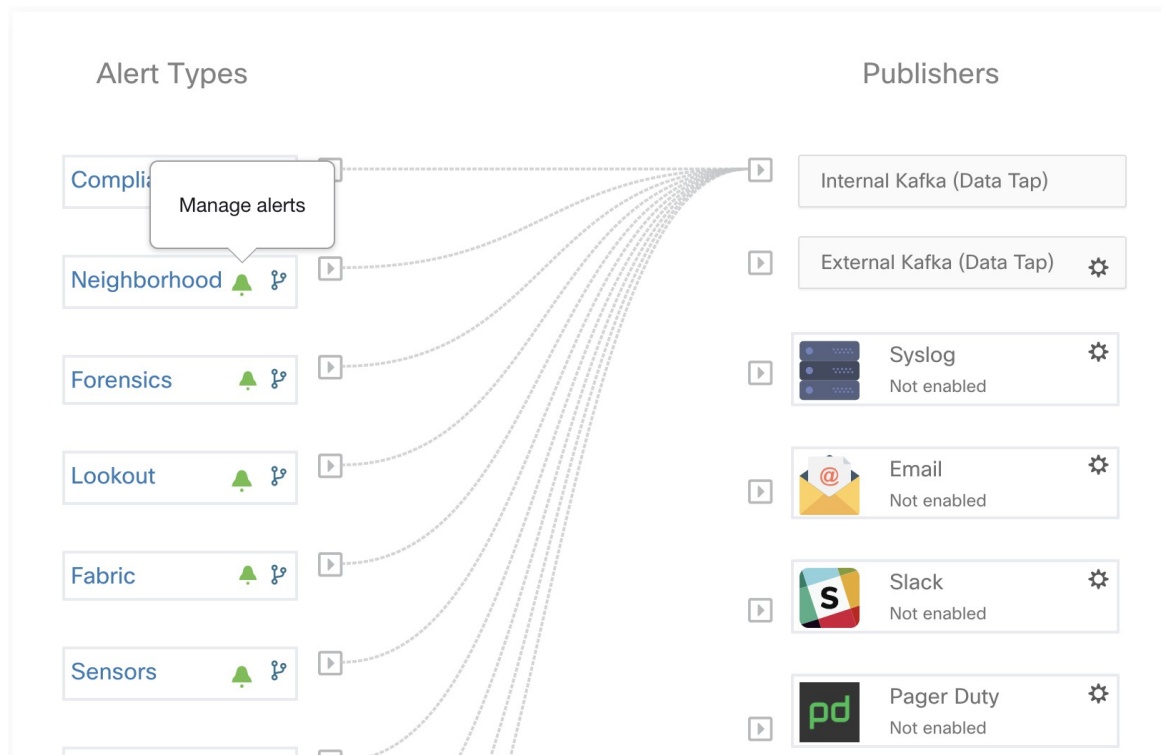 Alert Types
Publishers
Manage alerts
Neighborhood
Forensics
Lookout
Fabric
Sensors
Internal Kafka (Data Tap)
External Kafka (Data Tap)
Syslog
Not enabled
@
Email
Not enabled
S
Slack
Not enabled
pd
Pager Duty
Not enabled